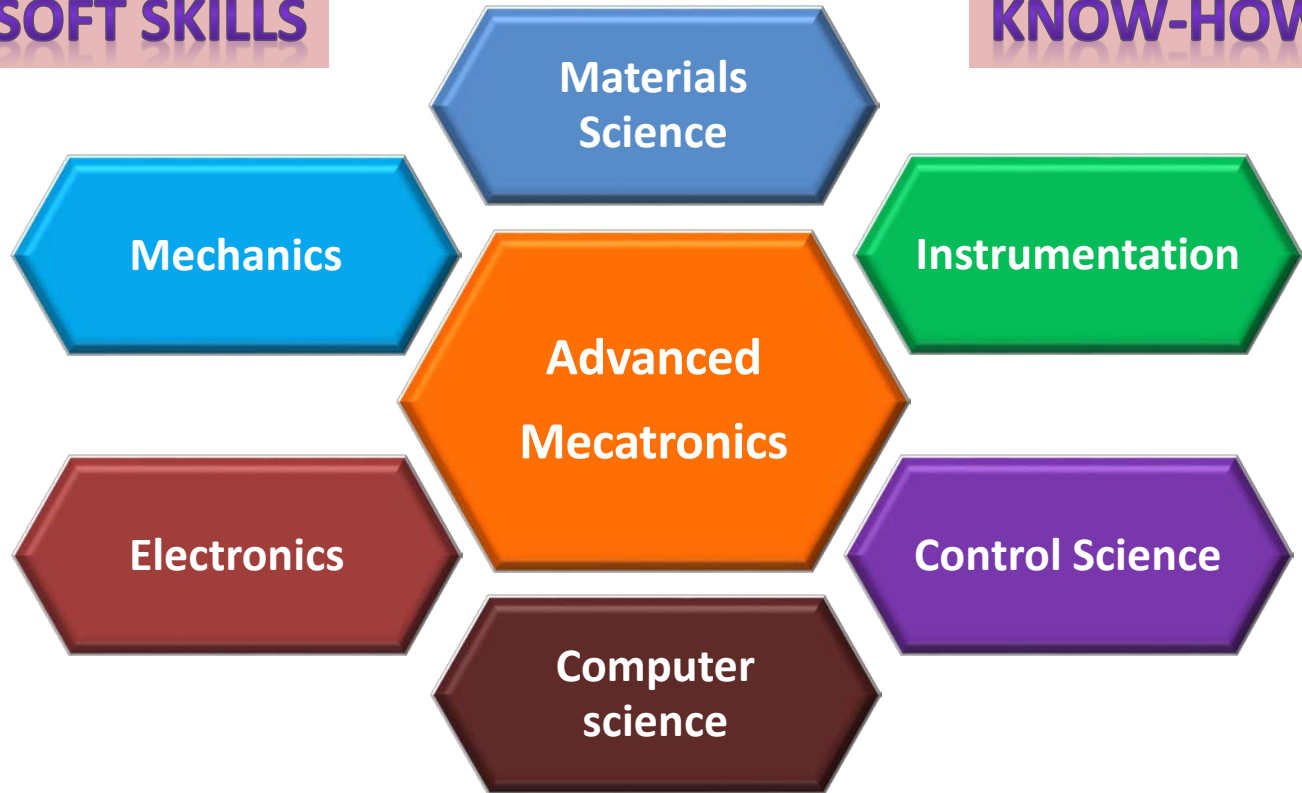 SOFT SKILLS
KNOW-HOW
Materials
Science
Mechanics
Instrumentation
Advanced
Mecatronics
Electronics
Control Science
Computer
science